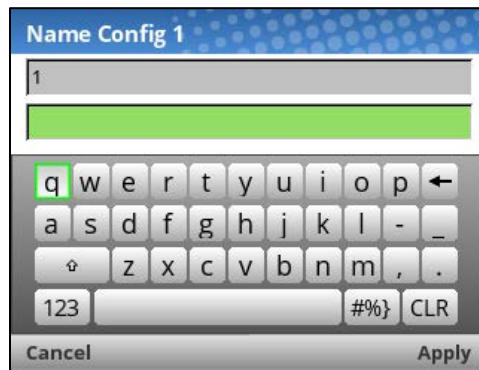 Name Config 1
1
q w e r t y u i o p ←
a s d f g h j k l - _
⇧ z x c v b n m , .
123 #%} CLR
Cancel Apply